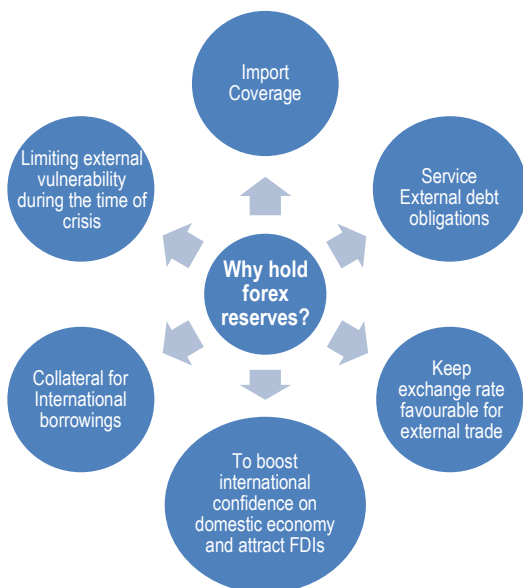 Import
Coverage
Limiting external
vulnerability
during the time of
crisis
Service
External debt
obligations
Why hold
forex
reserves?
Collateral for
International
borrowings
Keep
exchange rate
favourable for
external trade
To boost
international
confidence on
domestic economy
and attract FDIs